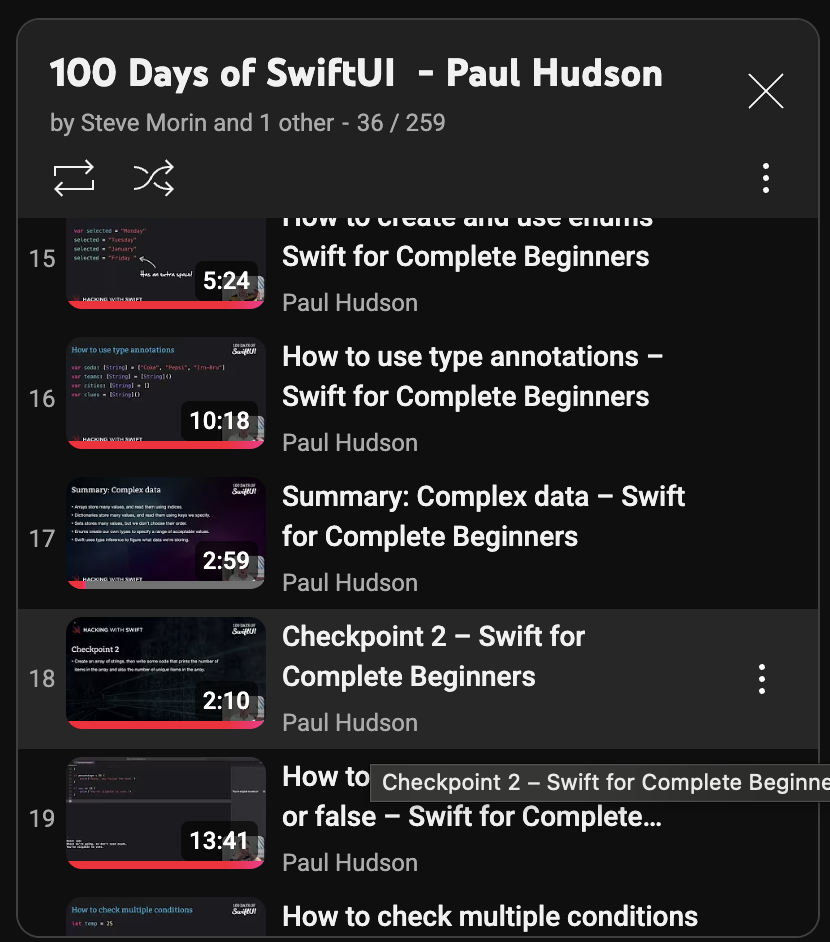 100 Days of SwiftUI - Paul Hudson
by Steve Morin and 1 other - 36 / 259
15
var selected = "Monday"
selected = "Tuesday"
selected = "January"
selected = "Friday "
Has an extra space!
HACKING WITH SWIFT
5:24
How to create and use enums
Swift for Complete Beginners
Paul Hudson
16
How to use type annotations
100 DAYS OF
SwiftUI!
var soda: [String] = ["Coke", "Pepsi", "Irn-Bru"]
var teams: [String] = [String]()
var cities: [String] = []
var clues = [String]()
HACKING WITH SWIFT
10:18
How to use type annotations –
Swift for Complete Beginners
Paul Hudson
17
Summary: Complex data
100 DAYS OF
SwiftUI!
• Arrays store many values, and read them using indices.
• Dictionaries store many values, and read them using keys we specify.
• Sets store many values, but we don't choose their order.
• Enums create our own types to specify a range of acceptable values.
• Swift uses type inference to figure what data we're storing.
HACKING WITH SWIFT
2:59
Summary: Complex data – Swift
for Complete Beginners
Paul Hudson
18
HACKING WITH SWIFT
100 DAYS OF
SwiftUI!
Checkpoint 2
• Create an array of strings, then write some code that prints the number of
items in the array and also the number of unique items in the array.
2:10
Checkpoint 2 – Swift for
Complete Beginners
Paul Hudson
19
13:41
How to
Checkpoint 2 – Swift for Complete Beginne
or false – Swift for Complete...
Paul Hudson
How to check multiple conditions
100 DAYS OF
SwiftUI!
let temp = 25
How to check multiple conditions